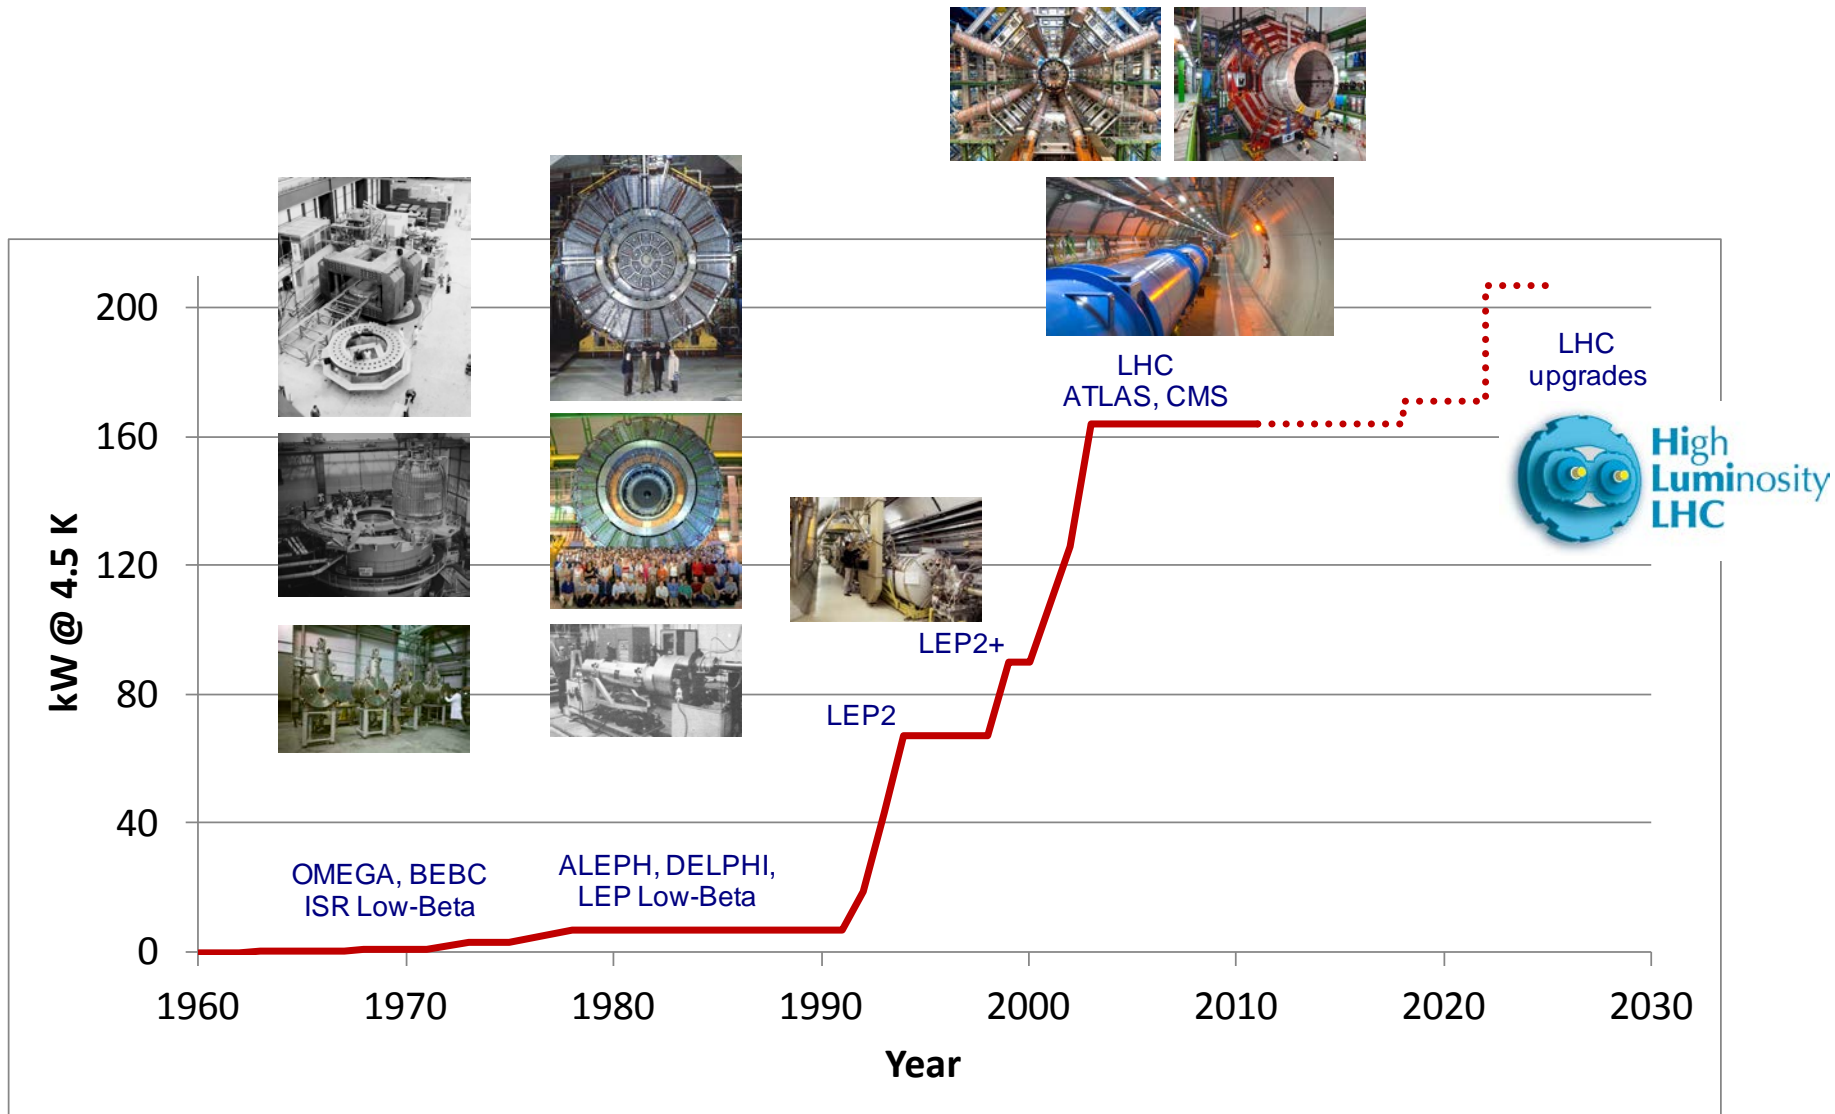 200
160
120
80
40
0
kW @ 4.5 K
1960
1970
1980
1990
2000
2010
2020
2030
Year
OMEGA, BEBC
ISR Low-Beta
ALEPH, DELPHI,
LEP Low-Beta
LEP2
LEP2+
LHC
ATLAS, CMS
LHC
upgrades
High
Luminosity
LHC